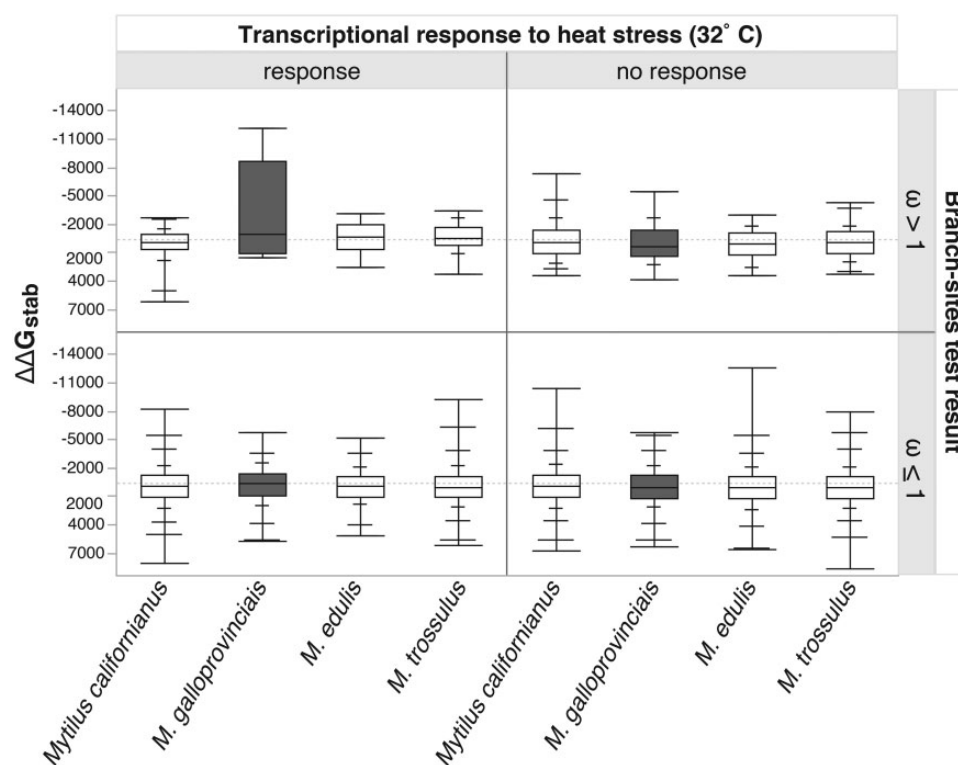 Transcriptional response to heat stress (32° C)
response
no response
-14000
-11000
-8000
-5000
-2000
2000
4000
7000
-14000
-11000
-8000
-5000
-2000
2000
4000
7000
ΔΔGstab
ω > 1
ω ≤ 1
Branch-sites test result
Mytilus californianus
M. galloprovinciais
M. edulis
M. trossulus
Mytilus californianus
M. galloprovinciais
M. edulis
M. trossulus